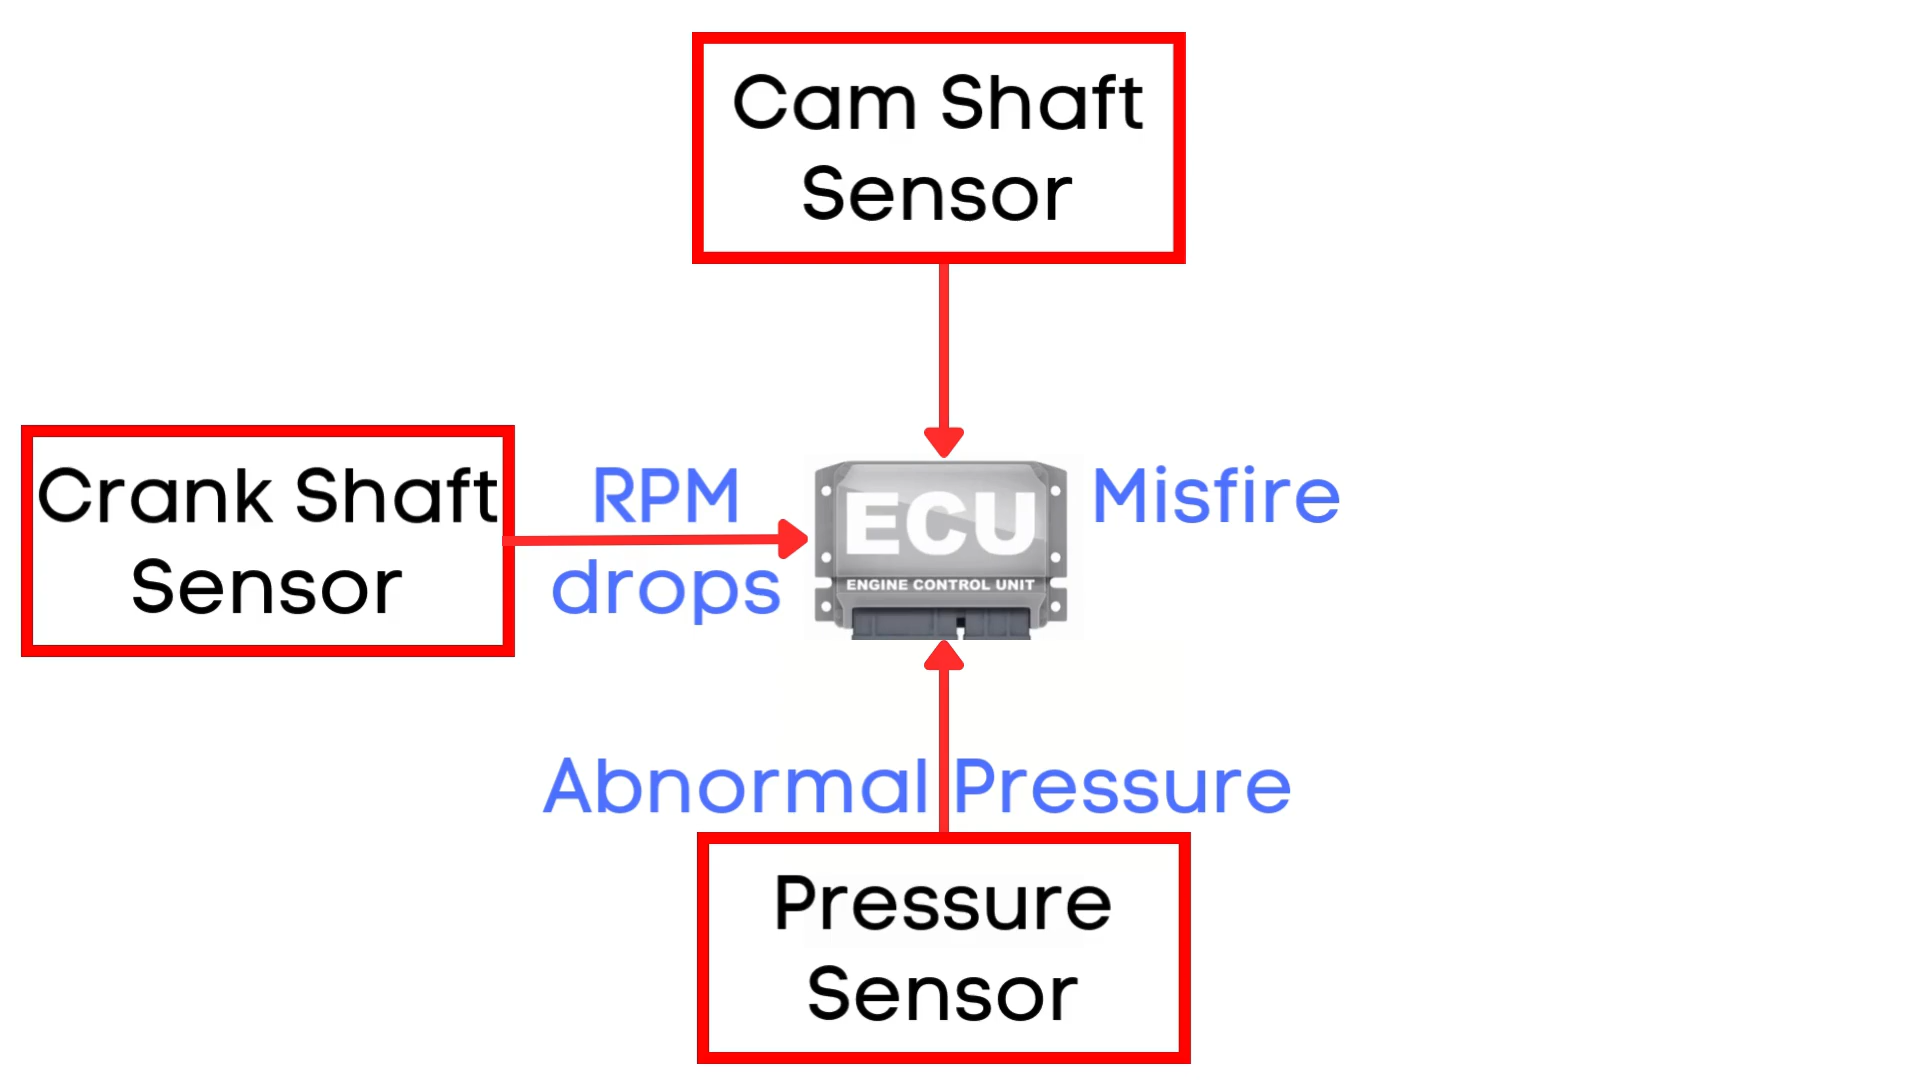 Cam Shaft
Sensor
Crank Shaft
Sensor
RPM
drops
ECU
ENGINE CONTROL UNIT
Misfire
Abnormal Pressure
Pressure
Sensor